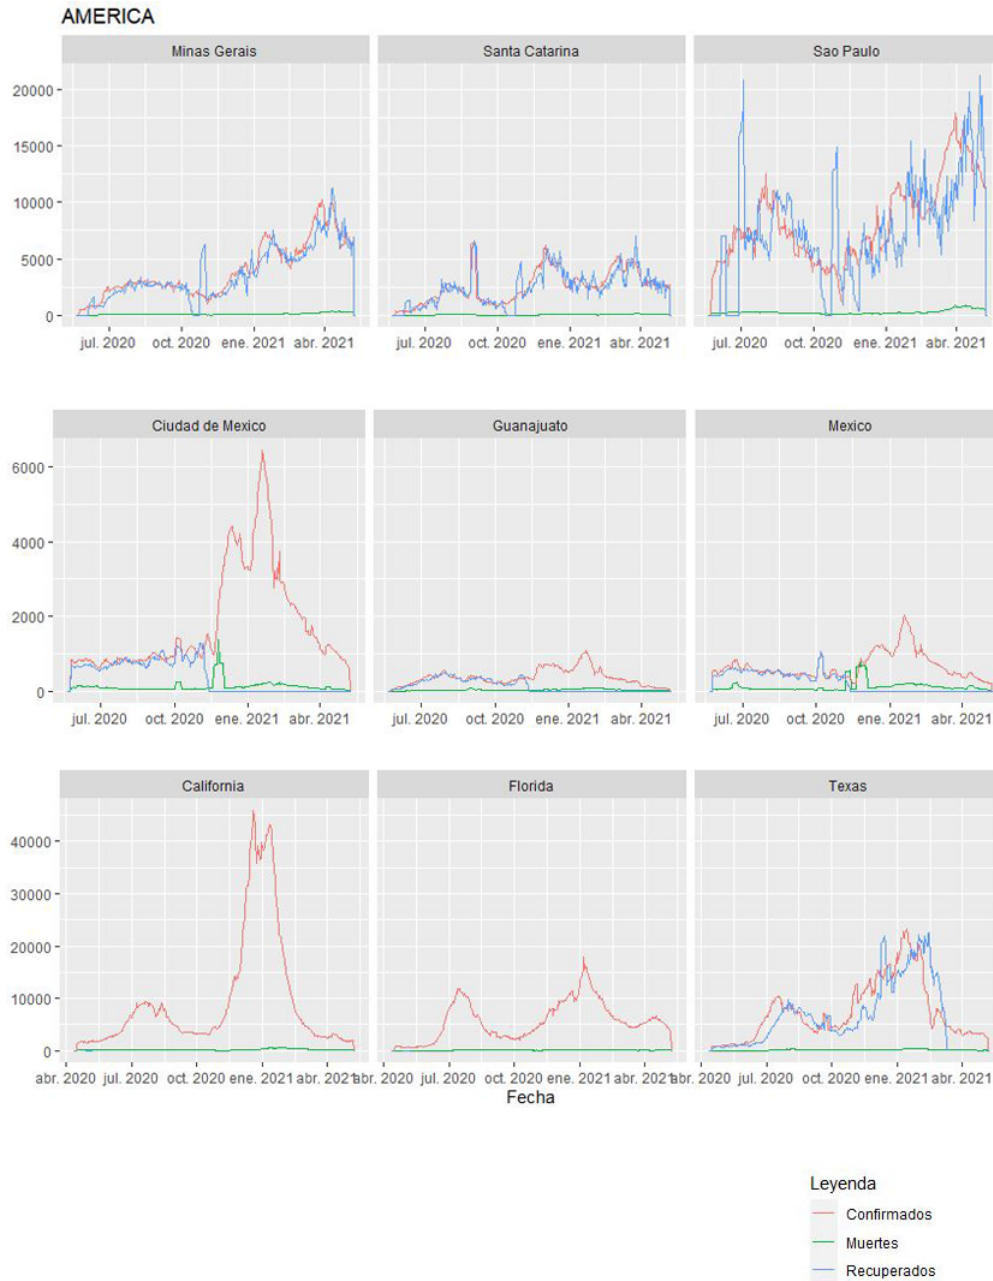 AMERICA
Minas Gerais Santa Catarina Sao Paulo
20000
15000
10000
5000
0
jul. 2020 oct. 2020 ene. 2021 abr. 2021 jul. 2020 oct. 2020 ene. 2021 abr. 2021 jul. 2020 oct. 2020 ene. 2021 abr. 2021
Ciudad de Mexico Guanajuato Mexico
6000
4000
2000
0
jul. 2020 oct. 2020 ene. 2021 abr. 2021 jul. 2020 oct. 2020 ene. 2021 abr. 2021 jul. 2020 oct. 2020 ene. 2021 abr. 2021
California Florida Texas
40000
30000
20000
10000
0
abr. 2020 jul. 2020 oct. 2020 ene. 2021 abr. 2021 abr. 2020 jul. 2020 oct. 2020 ene. 2021 abr. 2021 abr. 2020 jul. 2020 oct. 2020 ene. 2021 abr. 2021
Fecha
Leyenda
Confirmados
Muertes
Recuperados